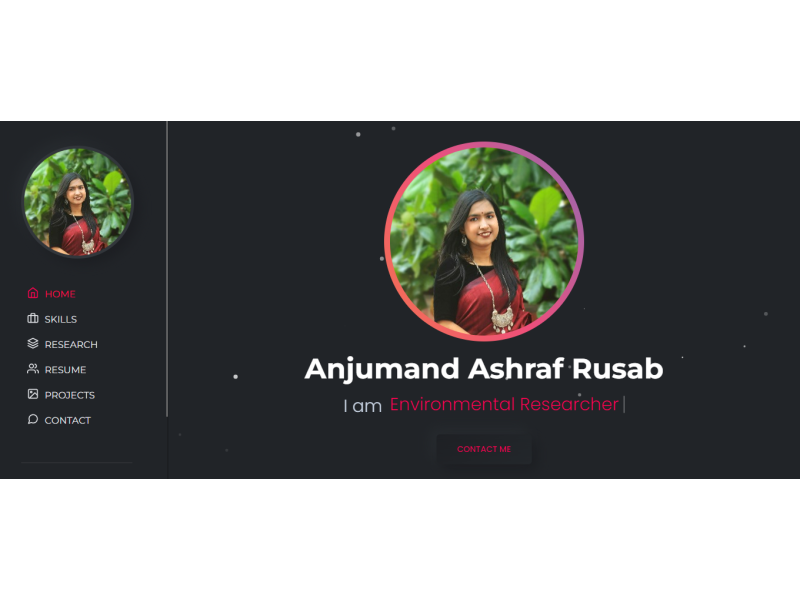 HOME
SKILLS
RESEARCH
RESUME
PROJECTS
CONTACT
Anjumand Ashraf Rusab
I am Environmental Researcher
CONTACT ME